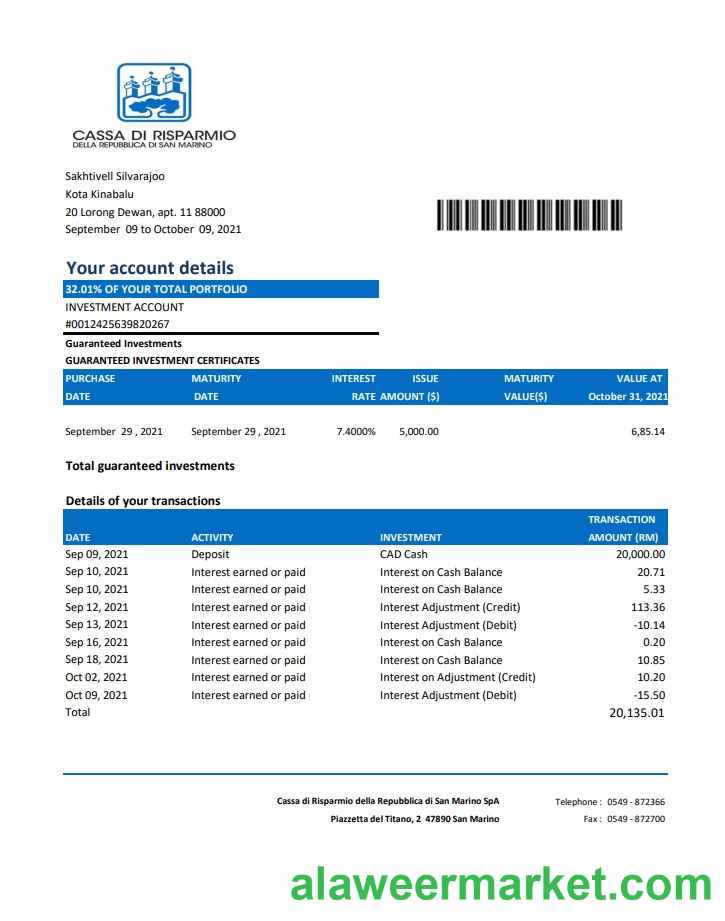 CASSA DI RISPARMIO
DELLA REPUBBLICA DI SAN MARINO
Sakhtivell Silvarajoo
Kota Kinabalu
20 Lorong Dewan, apt. 11 88000
September 09 to October 09, 2021
Your account details
32.01% OF YOUR TOTAL PORTFOLIO
INVESTMENT ACCOUNT
#0012425639820267
Guaranteed Investments
GUARANTEED INVESTMENT CERTIFICATES
PURCHASE MATURITY INTEREST ISSUE MATURITY VALUE AT
DATE DATE RATE AMOUNT ($) VALUE($) October 31, 2021
September 29 , 2021 September 29 , 2021 7.4000% 5,000.00 6,85.14
Total guaranteed investments
Details of your transactions
TRANSACTION
DATE ACTIVITY INVESTMENT AMOUNT (RM)
Sep 09, 2021 Deposit CAD Cash 20,000.00
Sep 10, 2021 Interest earned or paid Interest on Cash Balance 20.71
Sep 10, 2021 Interest earned or paid Interest on Cash Balance 5.33
Sep 12, 2021 Interest earned or paid Interest Adjustment (Credit) 113.36
Sep 13, 2021 Interest earned or paid Interest Adjustment (Debit) -10.14
Sep 16, 2021 Interest earned or paid Interest on Cash Balance 0.20
Sep 18, 2021 Interest earned or paid Interest on Cash Balance 10.85
Oct 02, 2021 Interest earned or paid Interest on Adjustment (Credit) 10.20
Oct 09, 2021 Interest earned or paid Interest Adjustment (Debit) -15.50
Total 20,135.01
Cassa di Risparmio della Repubblica di San Marino SpA Telephone : 0549 - 872366
Piazzetta del Titano, 2 47890 San Marino Fax : 0549 - 872700
alaweermarket.com